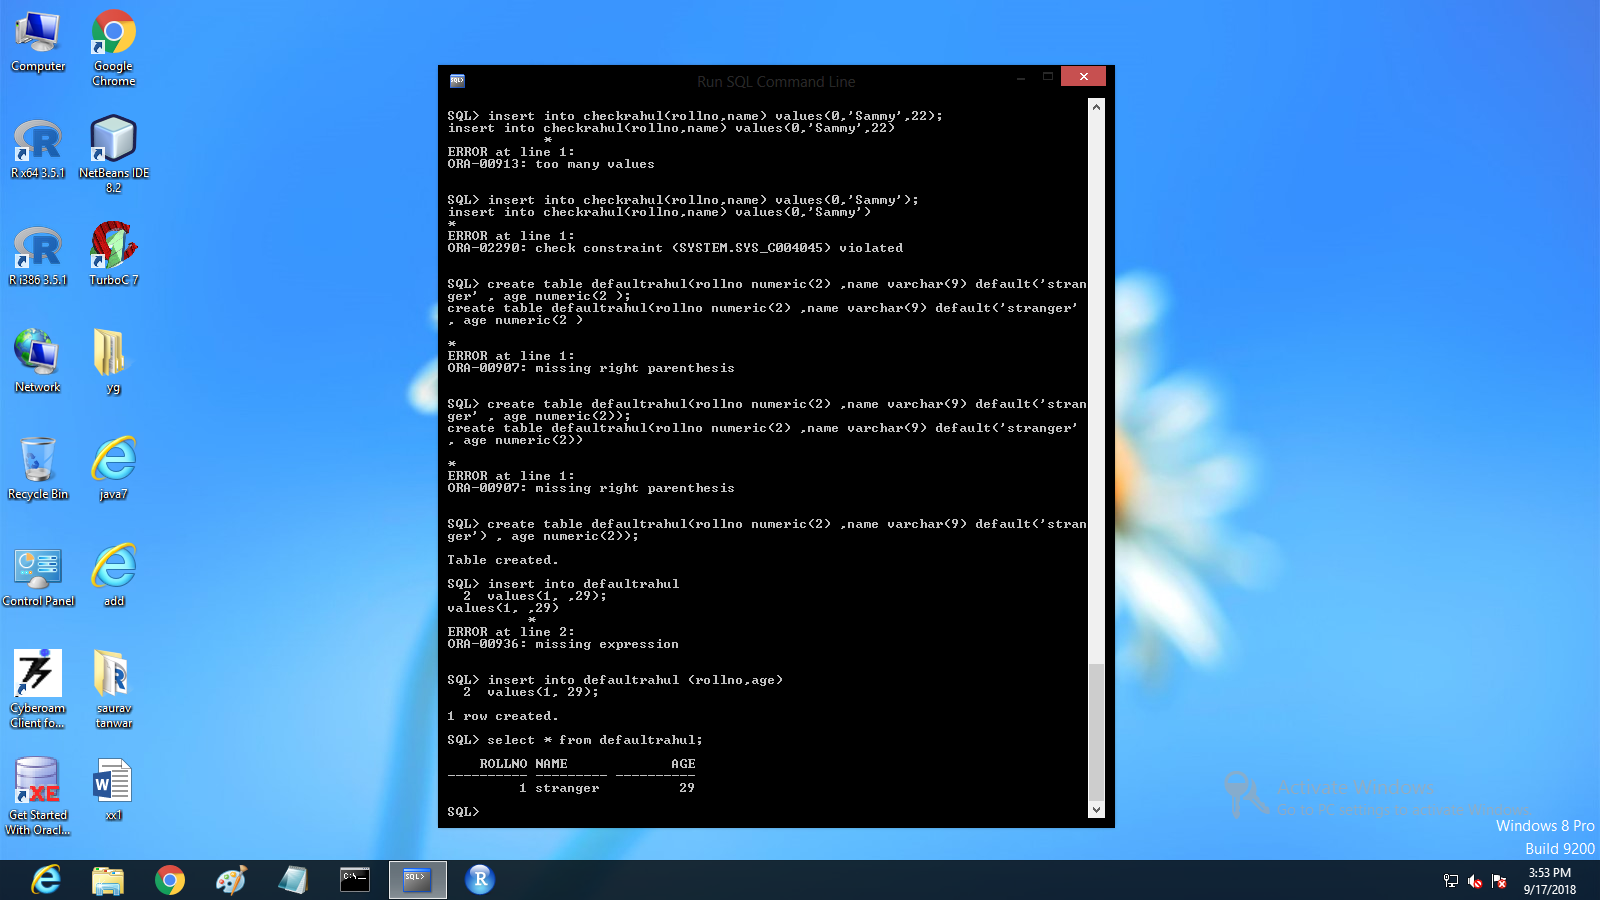 Computer
Google
Chrome
R x64 3.5.1
NetBeans IDE
8.2
R i386 3.5.1
TurboC 7
Network
yg
Recycle Bin
java7
Control Panel
add
Cyberoam
Client fo...
saurav
tanwar
Get Started
With Oracl...
xx1
Run SQL Command Line
SQL> insert into checkrahul(rollno,name) values(0,'Sammy',22);
insert into checkrahul(rollno,name) values(0,'Sammy',22)
*
ERROR at line 1:
ORA-00913: too many values
SQL> insert into checkrahul(rollno,name) values(0,'Sammy');
insert into checkrahul(rollno,name) values(0,'Sammy')
*
ERROR at line 1:
ORA-02290: check constraint (SYSTEM.SYS_C004045) violated
SQL> create table defaultrahul(rollno numeric(2) ,name varchar(9) default('stran
ger' , age numeric(2 );
create table defaultrahul(rollno numeric(2) ,name varchar(9) default('stranger'
, age numeric(2 )
*
ERROR at line 1:
ORA-00907: missing right parenthesis
SQL> create table defaultrahul(rollno numeric(2) ,name varchar(9) default('stran
ger' , age numeric(2));
create table defaultrahul(rollno numeric(2) ,name varchar(9) default('stranger'
, age numeric(2))
*
ERROR at line 1:
ORA-00907: missing right parenthesis
SQL> create table defaultrahul(rollno numeric(2) ,name varchar(9) default('stran
ger') , age numeric(2));
Table created.
SQL> insert into defaultrahul
2 values(1, ,29);
values(1, ,29)
*
ERROR at line 2:
ORA-00936: missing expression
SQL> insert into defaultrahul (rollno,age)
2 values(1, 29);
1 row created.
SQL> select * from defaultrahul;
ROLLNO NAME AGE
---------- --------- ----------
1 stranger 29
SQL>
Activate Windows
Go to PC settings to activate Windows.
Windows 8 Pro
Build 9200
3:53 PM
9/17/2018